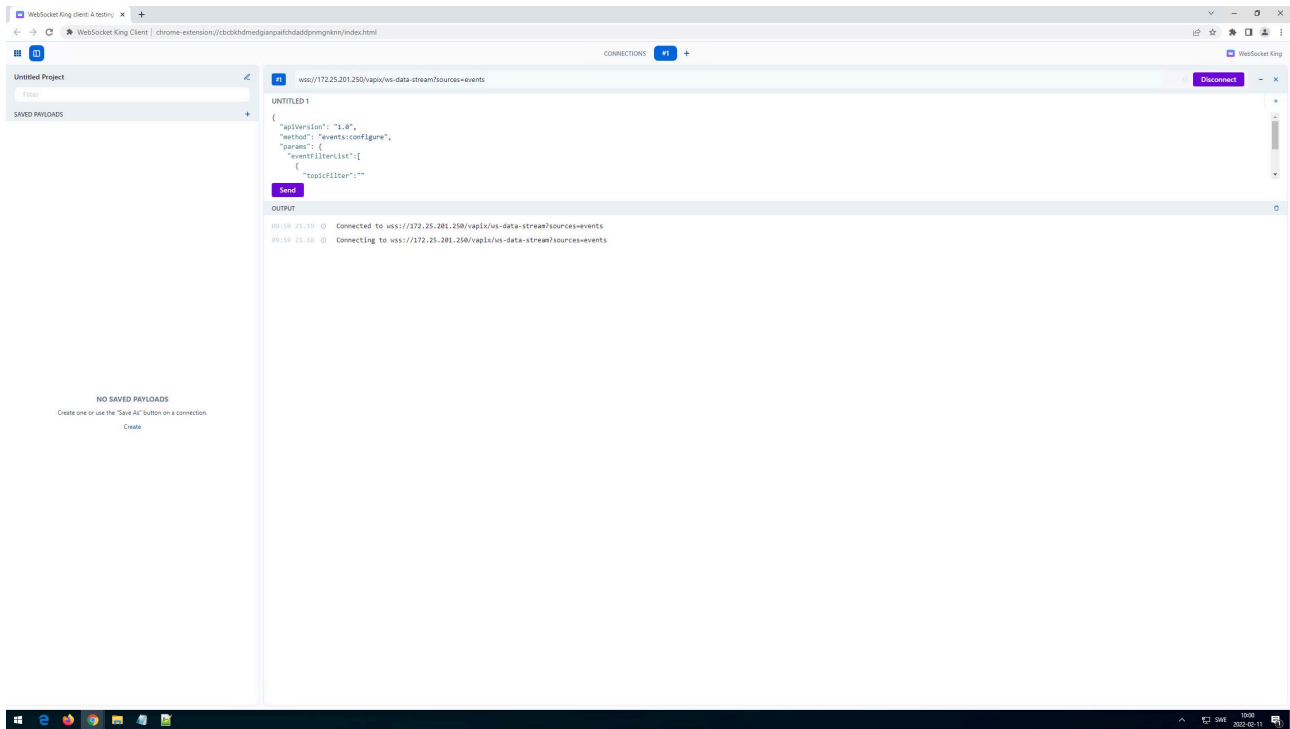 WebSocket King client: A testing
WebSocket King Client | chrome-extension://cbcbkhdmedgianpaifchdaddpnmgnknn/index.html
CONNECTIONS #1 +
WebSocket King
Untitled Project
Filter
SAVED PAYLOADS +
NO SAVED PAYLOADS
Create one or use the "Save As" button on a connection.
Create
#1 wss://172.25.201.250/vapix/ws-data-stream?sources=events Disconnect
UNTITLED 1
{
"apiVersion": "1.0",
"method": "events:configure",
"params": {
"eventFilterList":[
{
"topicFilter":""
Send
OUTPUT
Connected to wss://172.25.201.250/vapix/ws-data-stream?sources=events
Connecting to wss://172.25.201.250/vapix/ws-data-stream?sources=events
SWE
10:00
2022-02-11